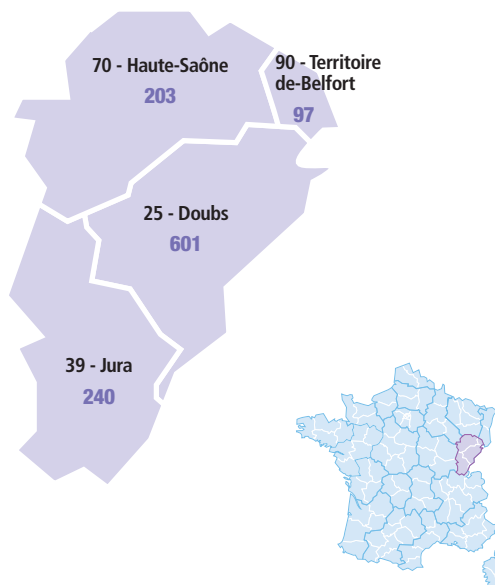 70 - Haute-Saône
203
90 - Territoire
de-Belfort
97
25 - Doubs
601
39 - Jura
240